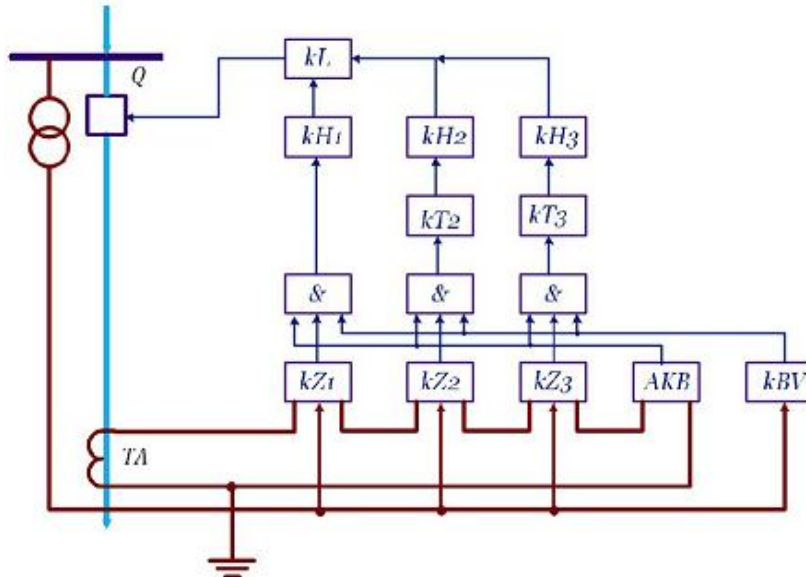 kL
Q
kH1 kH2 kH3
kT2 kT3
& & &
kZ1 kZ2 kZ3 AKB kBV
TA